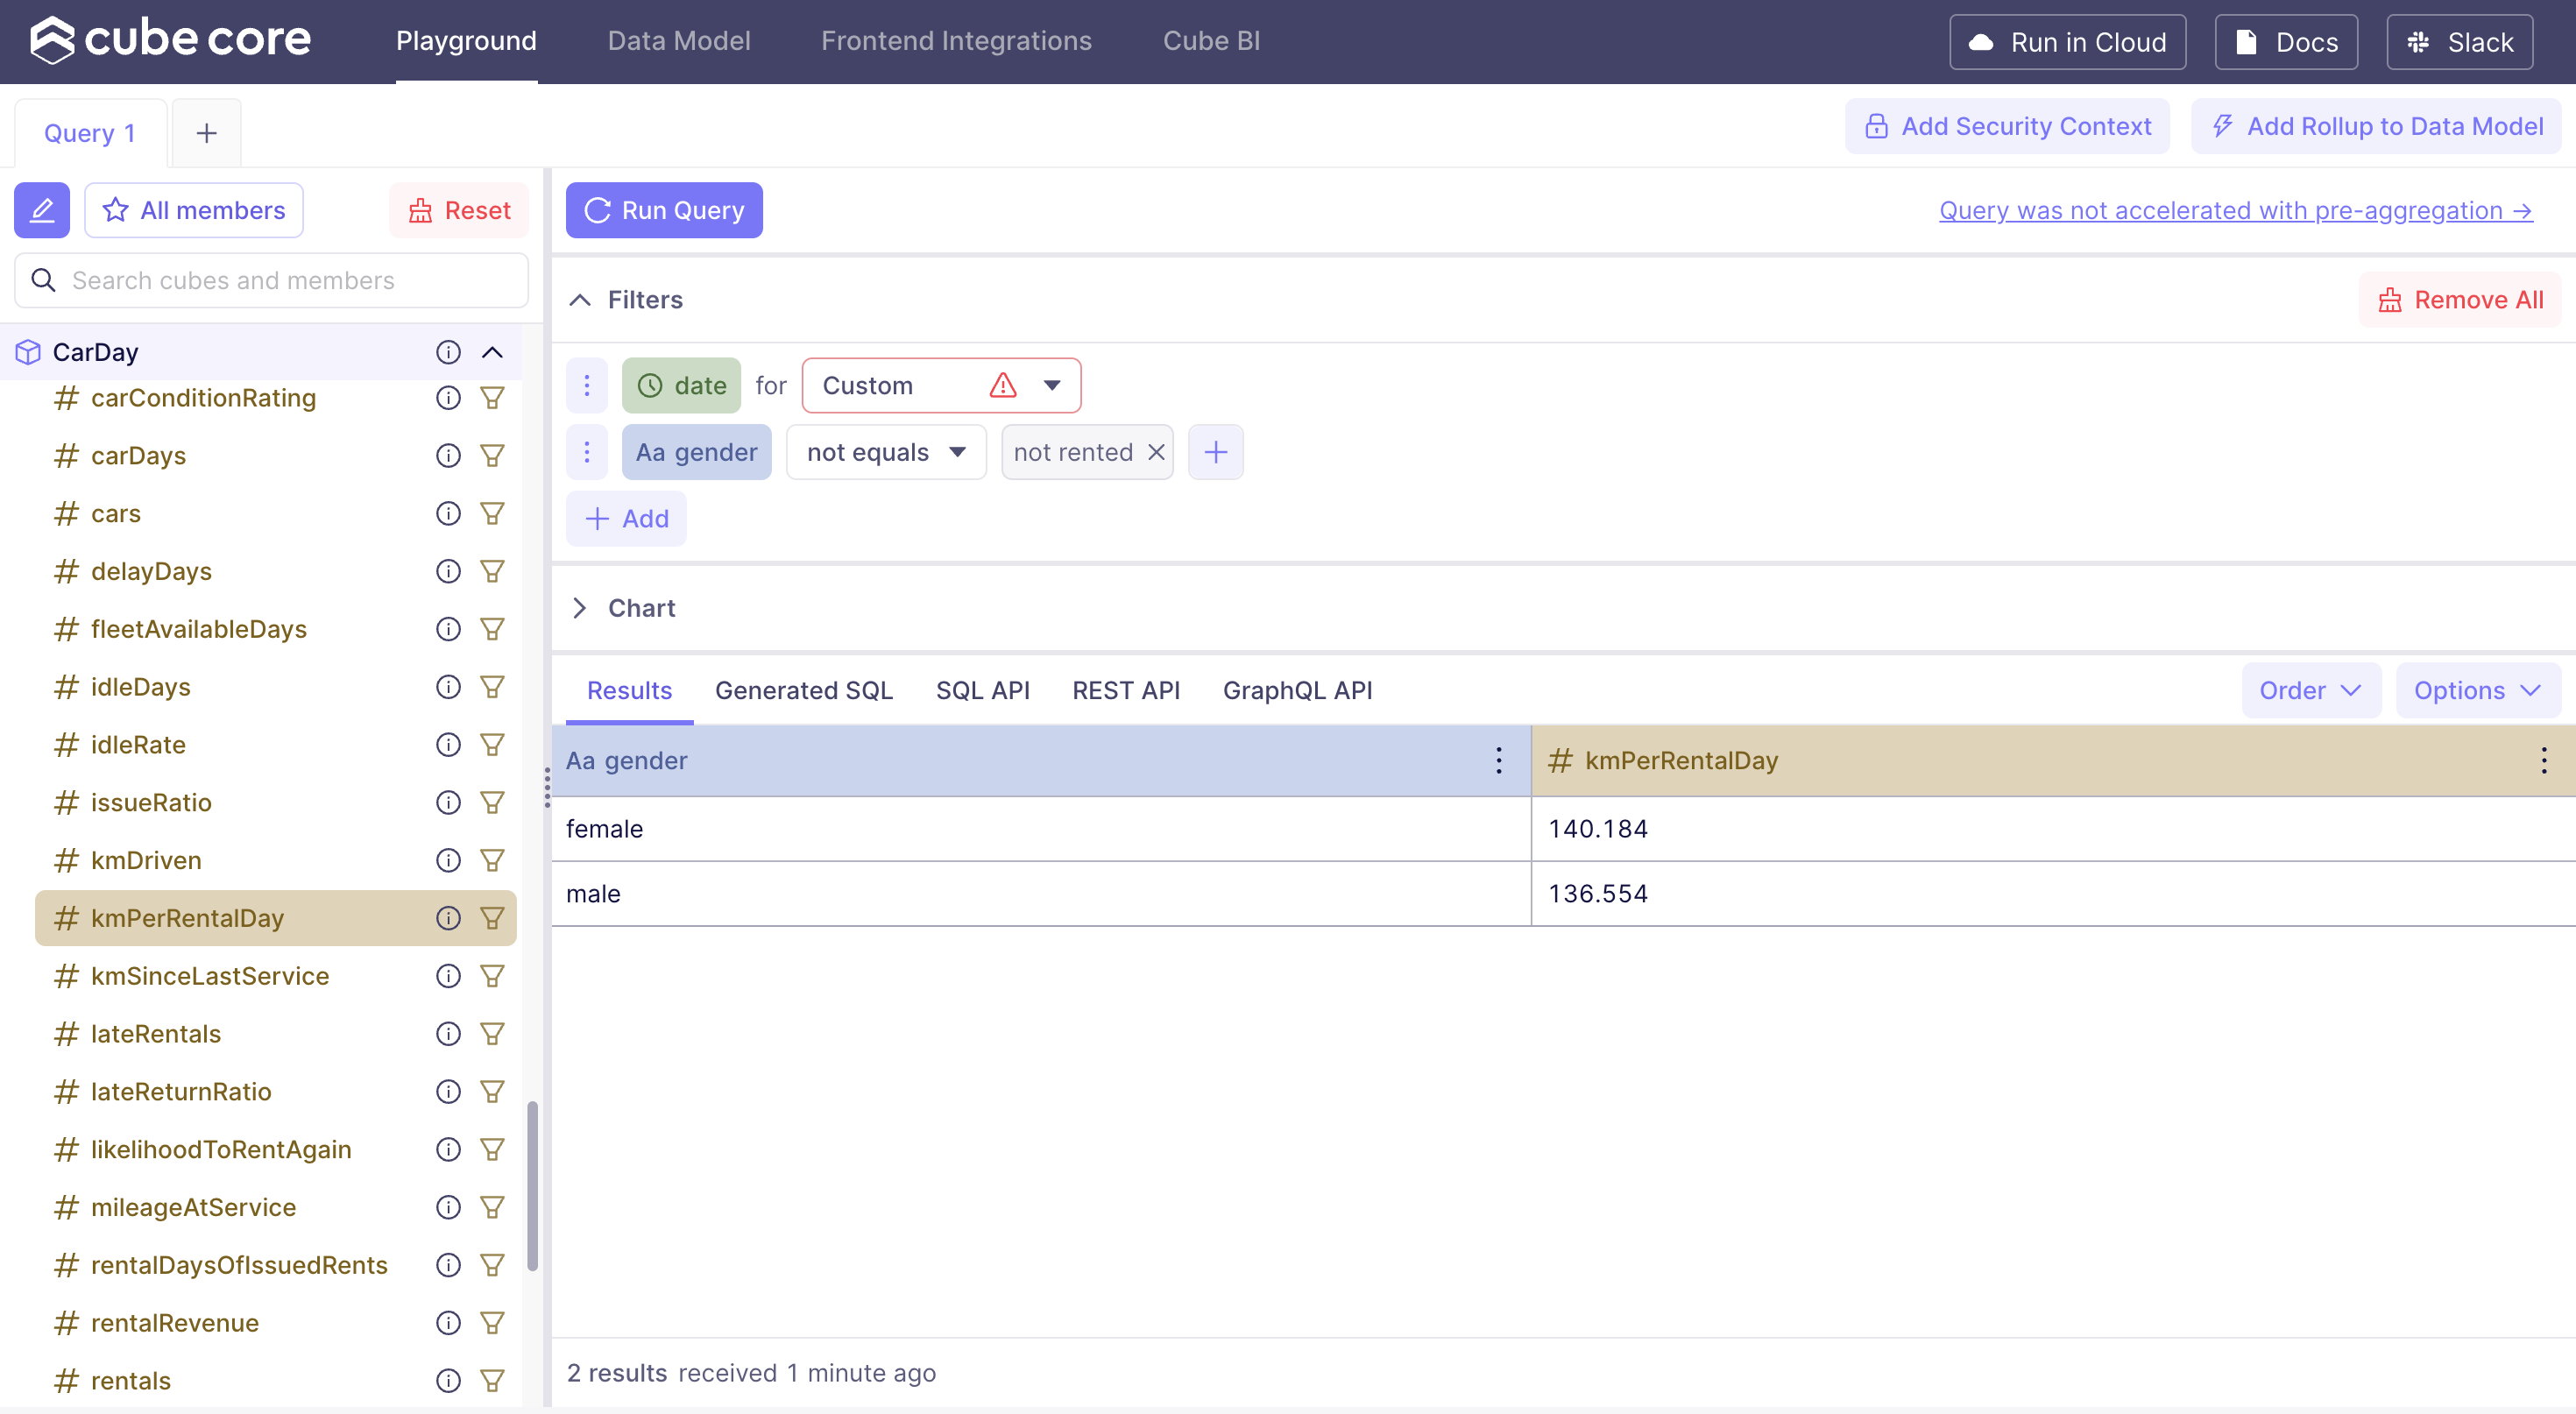 cube core Playground Data Model Frontend Integrations Cube BI Run in Cloud Docs Slack
Query 1 + Add Security Context Add Rollup to Data Model
All members Reset
Search cubes and members
CarDay
# carConditionRating
# carDays
# cars
# delayDays
# fleetAvailableDays
# idleDays
# idleRate
# issueRatio
# kmDriven
# kmPerRentalDay
# kmSinceLastService
# lateRentals
# lateReturnRatio
# likelihoodToRentAgain
# mileageAtService
# rentalDaysOfIssuedRents
# rentalRevenue
# rentals
Run Query Query was not accelerated with pre-aggregation →
Filters Remove All
date for Custom
Aa gender not equals not rented
+ Add
Chart
Results Generated SQL SQL API REST API GraphQL API Order Options
Aa gender # kmPerRentalDay
female 140.184
male 136.554
2 results received 1 minute ago